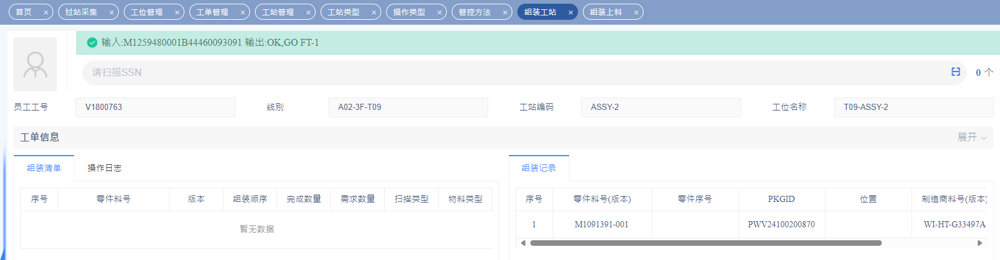 首页 × 过站采集 × 工位管理 × 工单管理 × 工站管理 × 工站类型 × 操作类型 × 管控方法 × 组装工站 × 组装上料 ×
输入:M1259480001B44460093091 输出:OK,GO FT-1
请扫描SSN 0 个
员工工号 V1800763 线别 A02-3F-T09 工站编码 ASSY-2 工位名称 T09-ASSY-2
工单信息 展开
组装清单 操作日志 组装记录
序号 零件料号 版本 组装顺序 完成数量 需求数量 扫描类型 物料类型 序号 零件料号(版本) 零件序号 PKGID 位置 制造商料号(版本)
暂无数据 1 M1091391-001 PWV24100200870 WI-HT-G33497A